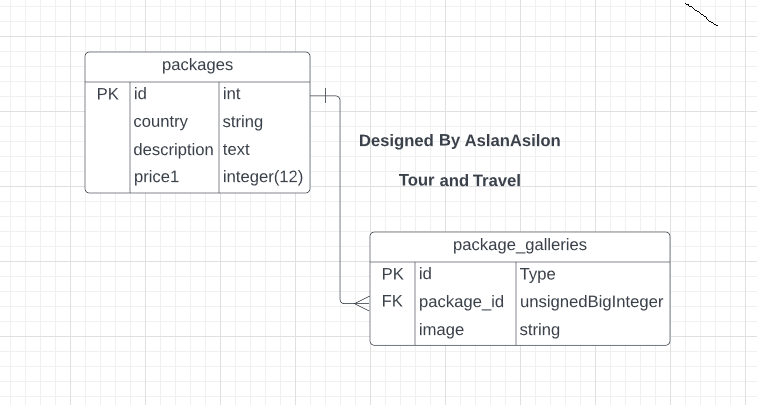 packages
PK id int
country string
description text
price1 integer(12)
Designed By AslanAsilon
Tour and Travel
package_galleries
PK id Type
FK package_id unsignedBigInteger
image string